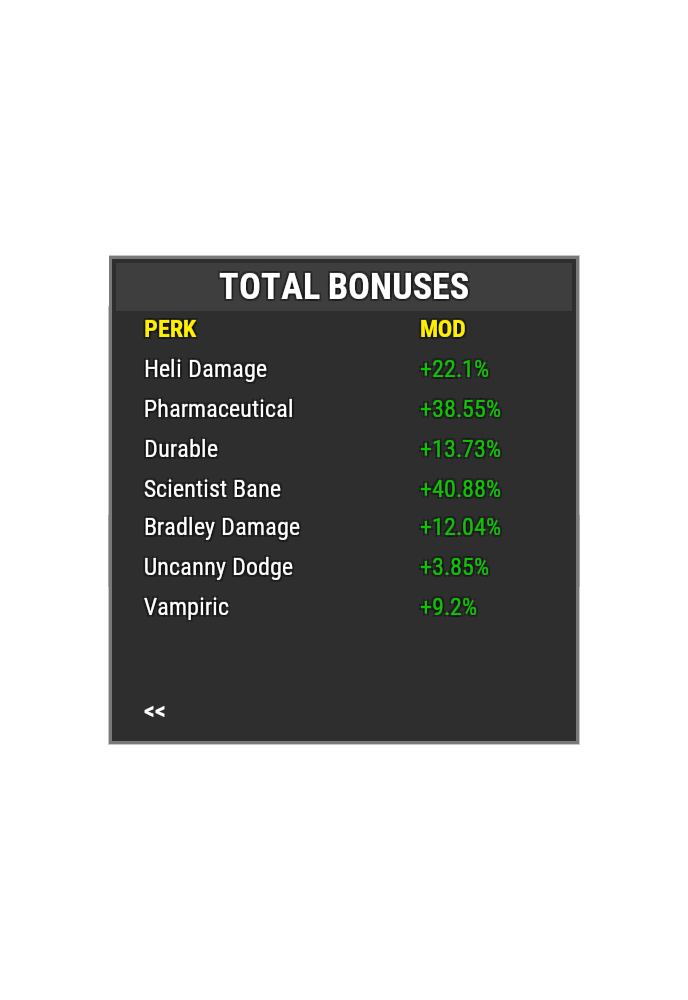 TOTAL BONUSES
PERK MOD
Heli Damage +22.1%
Pharmaceutical +38.55%
Durable +13.73%
Scientist Bane +40.88%
Bradley Damage +12.04%
Uncanny Dodge +3.85%
Vampiric +9.2%
<<